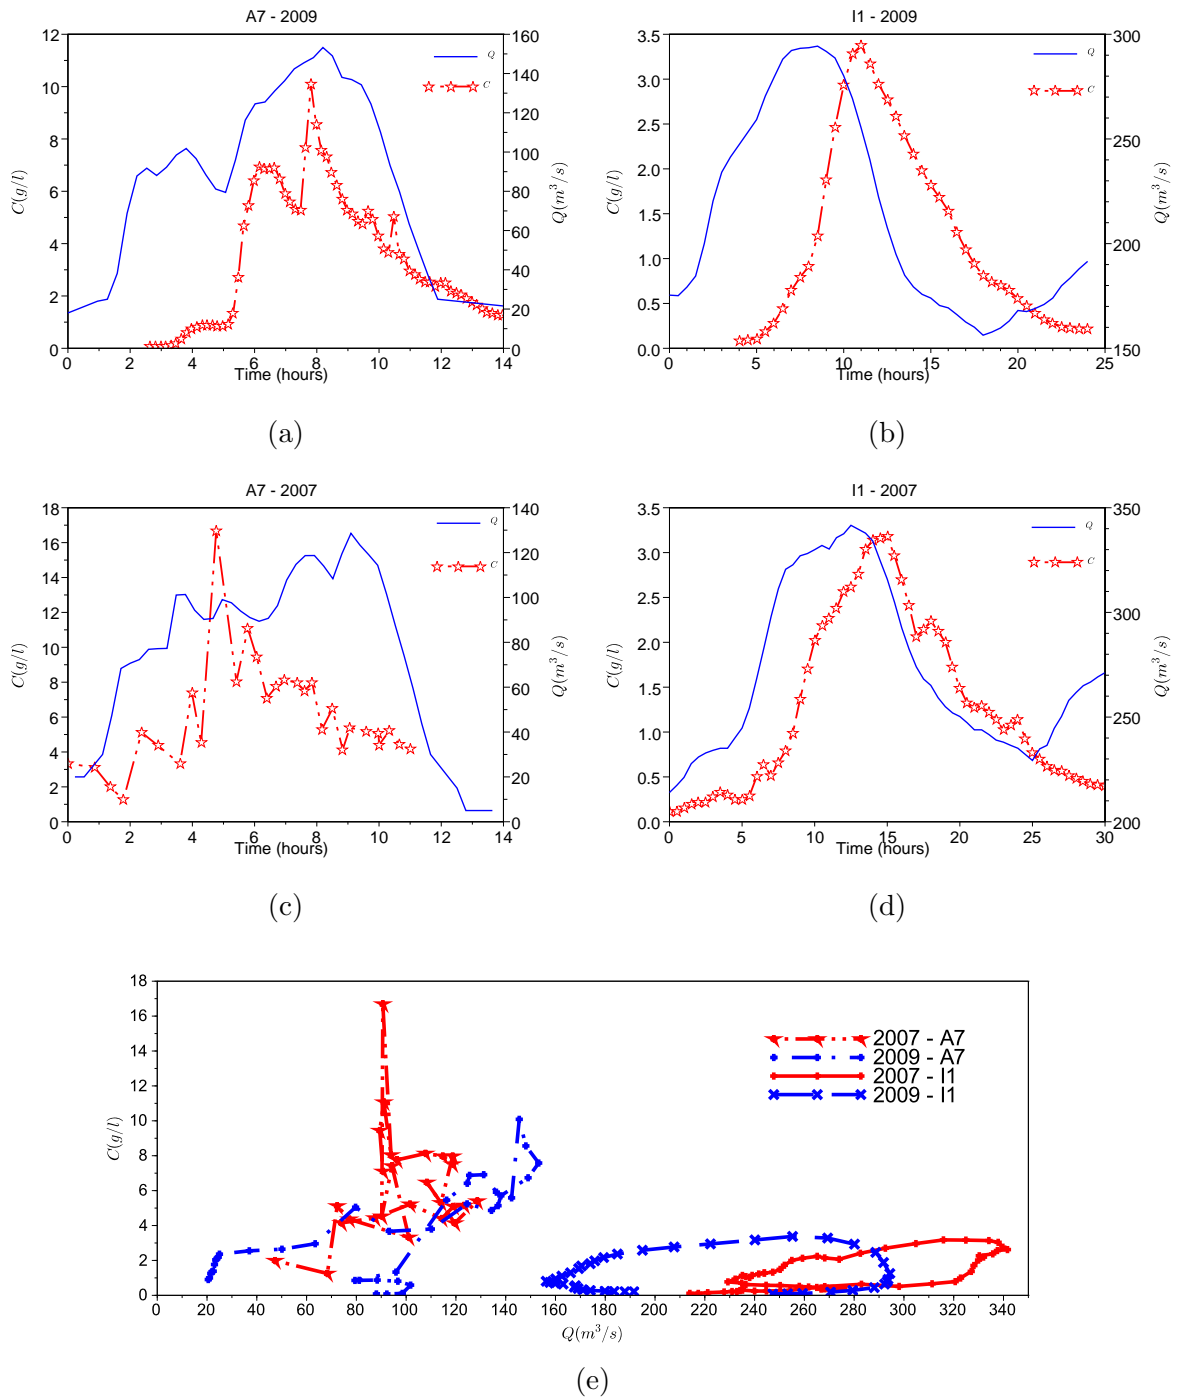 A7 - 2009
12
10
8
6
4
2
0
C(g/l)
160
140
120
100
80
60
40
20
0
Q(m³/s)
Q
C
0 2 4 6 8 10 12 14
Time (hours)
(a)
I1 - 2009
3.5
3.0
2.5
2.0
1.5
1.0
0.5
0.0
C(g/l)
300
250
200
150
Q(m³/s)
Q
C
0 5 10 15 20 25
Time (hours)
(b)
A7 - 2007
18
16
14
12
10
8
6
4
2
0
C(g/l)
140
120
100
80
60
40
20
0
Q(m³/s)
Q
C
0 2 4 6 8 10 12 14
Time (hours)
(c)
I1 - 2007
3.5
3.0
2.5
2.0
1.5
1.0
0.5
0.0
C(g/l)
350
300
250
200
Q(m³/s)
Q
C
0 5 10 15 20 25 30
Time (hours)
(d)
18
16
14
12
10
8
6
4
2
0
C(g/l)
2007 - A7
2009 - A7
2007 - I1
2009 - I1
0 20 40 60 80 100 120 140 160 180 200 220 240 260 280 300 320 340
Q(m³/s)
(e)